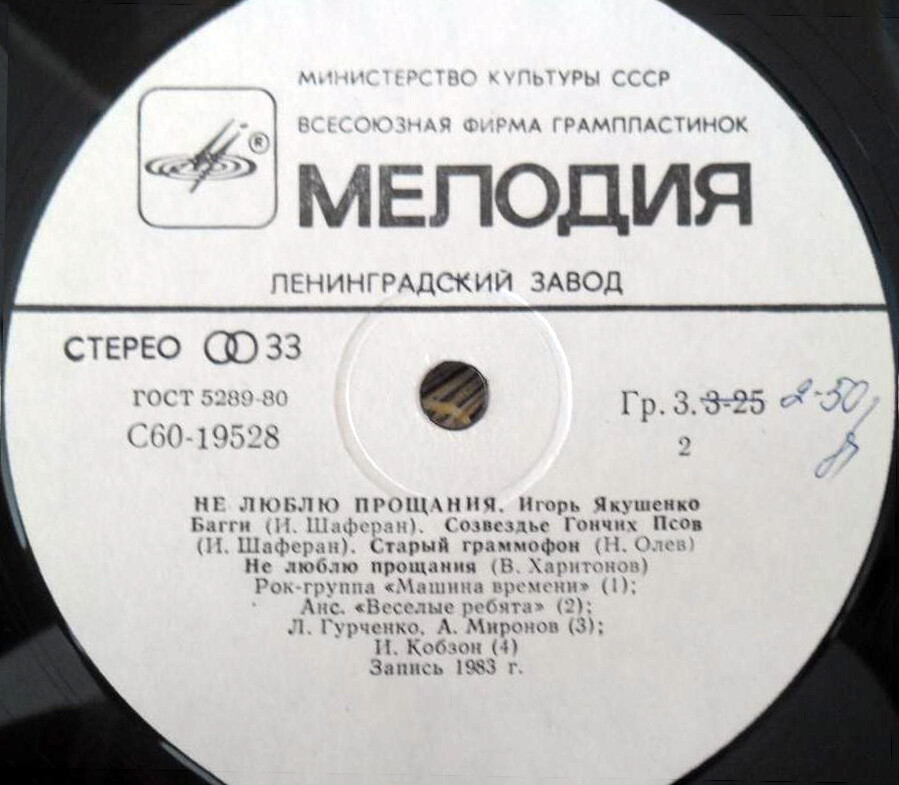 МИНИСТЕРСТВО КУЛЬТУРЫ СССР
ВСЕСОЮЗНАЯ ФИРМА ГРАМПЛАСТИНОК
®
МЕЛОДИЯ
ЛЕНИНГРАДСКИЙ ЗАВОД
СТЕРЕО 33
ГОСТ 5289-80
С60-19528
Гр. 3. 3-25 2-50
2
НЕ ЛЮБЛЮ ПРОЩАНИЯ. Игорь Якушенко
Багги (И. Шаферан). Созвездье Гончих Псов
(И. Шаферан). Старый граммофон (Н. Олев)
Не люблю прощания (В. Харитонов)
Рок-группа «Машина времени» (1);
Анс. «Веселые ребята» (2);
Л. Гурченко, А. Миронов (3);
И. Кобзон (4)
Запись 1983 г.